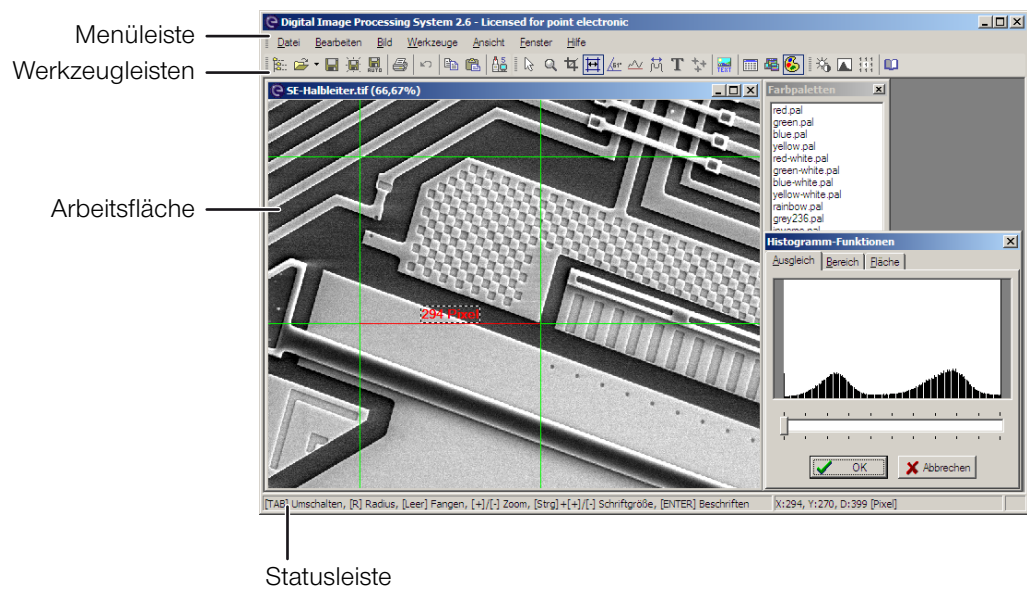 Digital Image Processing System 2.6 - Licensed for point electronic
Menüleiste
Datei Bearbeiten Bild Werkzeuge Ansicht Fenster Hilfe
Werkzeugleisten
AUTO
T
TEXT
SE-Halbleiter.tif (66,67%)
Farbpaletten
red.pal
green.pal
blue.pal
yellow.pal
red-white.pal
green-white.pal
blue-white.pal
yellow-white.pal
rainbow.pal
grey236.pal
Arbeitsfläche
Histogramm-Funktionen
Ausgleich Bereich Fläche
294 Pixel
OK Abbrechen
[TAB] Umschalten, [R] Radius, [Leer] Fangen, [+]/[-] Zoom, [Strg]+[+]/[-] Schriftgröße, [ENTER] Beschriften X:294, Y:270, D:399 [Pixel]
Statusleiste